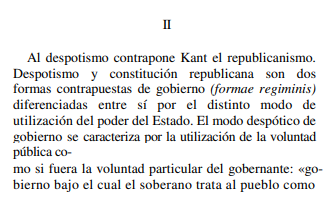 II
Al despotismo contrapone Kant el republicanismo.
Despotismo y constitución republicana son dos
formas contrapuestas de gobierno (formae regiminis)
diferenciadas entre sí por el distinto modo de
utilización del poder del Estado. El modo despótico de
gobierno se caracteriza por la utilización de la voluntad
pública co-
mo si fuera la voluntad particular del gobernante: «go-
bierno bajo el cual el soberano trata al pueblo como